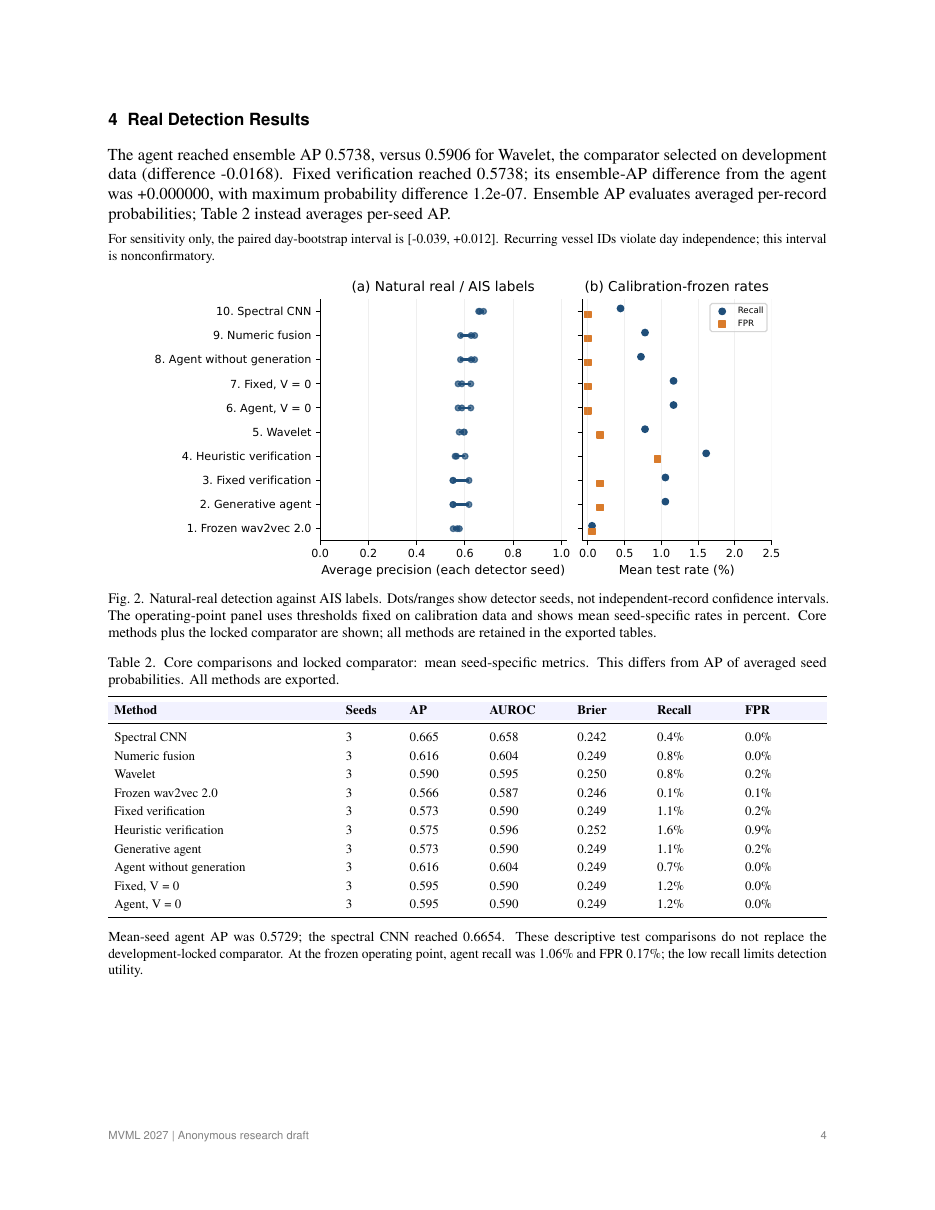 4 Real Detection Results
The agent reached ensemble AP 0.5738, versus 0.5906 for Wavelet, the comparator selected on development
data (difference -0.0168). Fixed verification reached 0.5738; its ensemble-AP difference from the agent
was +0.000000, with maximum probability difference 1.2e-07. Ensemble AP evaluates averaged per-record
probabilities; Table 2 instead averages per-seed AP.
For sensitivity only, the paired day-bootstrap interval is [-0.039, +0.012]. Recurring vessel IDs violate day independence; this interval
is nonconfirmatory.
(a) Natural real / AIS labels
10. Spectral CNN
9. Numeric fusion
8. Agent without generation
7. Fixed, V = 0
6. Agent, V = 0
5. Wavelet
4. Heuristic verification
3. Fixed verification
2. Generative agent
1. Frozen wav2vec 2.0
0.0 0.2 0.4 0.6 0.8 1.0
Average precision (each detector seed)
(b) Calibration-frozen rates
Recall
FPR
0.0 0.5 1.0 1.5 2.0 2.5
Mean test rate (%)
Fig. 2. Natural-real detection against AIS labels. Dots/ranges show detector seeds, not independent-record confidence intervals.
The operating-point panel uses thresholds fixed on calibration data and shows mean seed-specific rates in percent. Core
methods plus the locked comparator are shown; all methods are retained in the exported tables.
Table 2. Core comparisons and locked comparator: mean seed-specific metrics. This differs from AP of averaged seed
probabilities. All methods are exported.
Method Seeds AP AUROC Brier Recall FPR
Spectral CNN 3 0.665 0.658 0.242 0.4% 0.0%
Numeric fusion 3 0.616 0.604 0.249 0.8% 0.0%
Wavelet 3 0.590 0.595 0.250 0.8% 0.2%
Frozen wav2vec 2.0 3 0.566 0.587 0.246 0.1% 0.1%
Fixed verification 3 0.573 0.590 0.249 1.1% 0.2%
Heuristic verification 3 0.575 0.596 0.252 1.6% 0.9%
Generative agent 3 0.573 0.590 0.249 1.1% 0.2%
Agent without generation 3 0.616 0.604 0.249 0.7% 0.0%
Fixed, V = 0 3 0.595 0.590 0.249 1.2% 0.0%
Agent, V = 0 3 0.595 0.590 0.249 1.2% 0.0%
Mean-seed agent AP was 0.5729; the spectral CNN reached 0.6654. These descriptive test comparisons do not replace the
development-locked comparator. At the frozen operating point, agent recall was 1.06% and FPR 0.17%; the low recall limits detection
utility.
MVML 2027 | Anonymous research draft 4